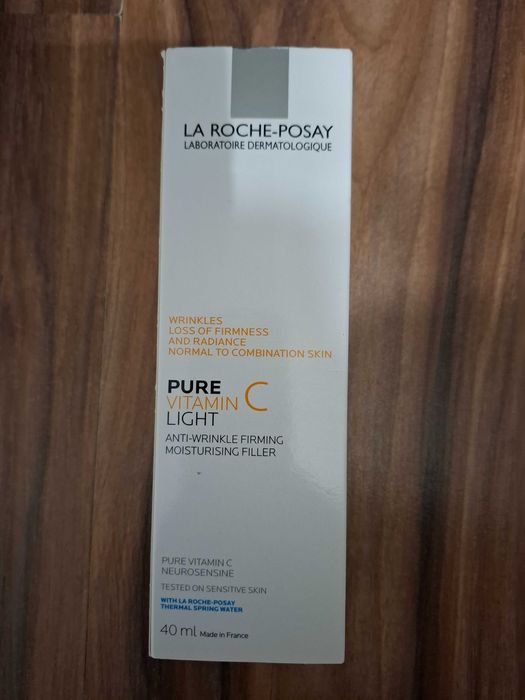 LA ROCHE-POSAY
LABORATOIRE DERMATOLOGIQUE
WRINKLES
LOSS OF FIRMNESS
AND RADIANCE
NORMAL TO COMBINATION SKIN
PURE
VITAMIN C
LIGHT
ANTI-WRINKLE FIRMING
MOISTURISING FILLER
PURE VITAMIN C
NEUROSENSINE
TESTED ON SENSITIVE SKIN
WITH LA ROCHE-POSAY
THERMAL SPRING WATER
40 ml Made in France